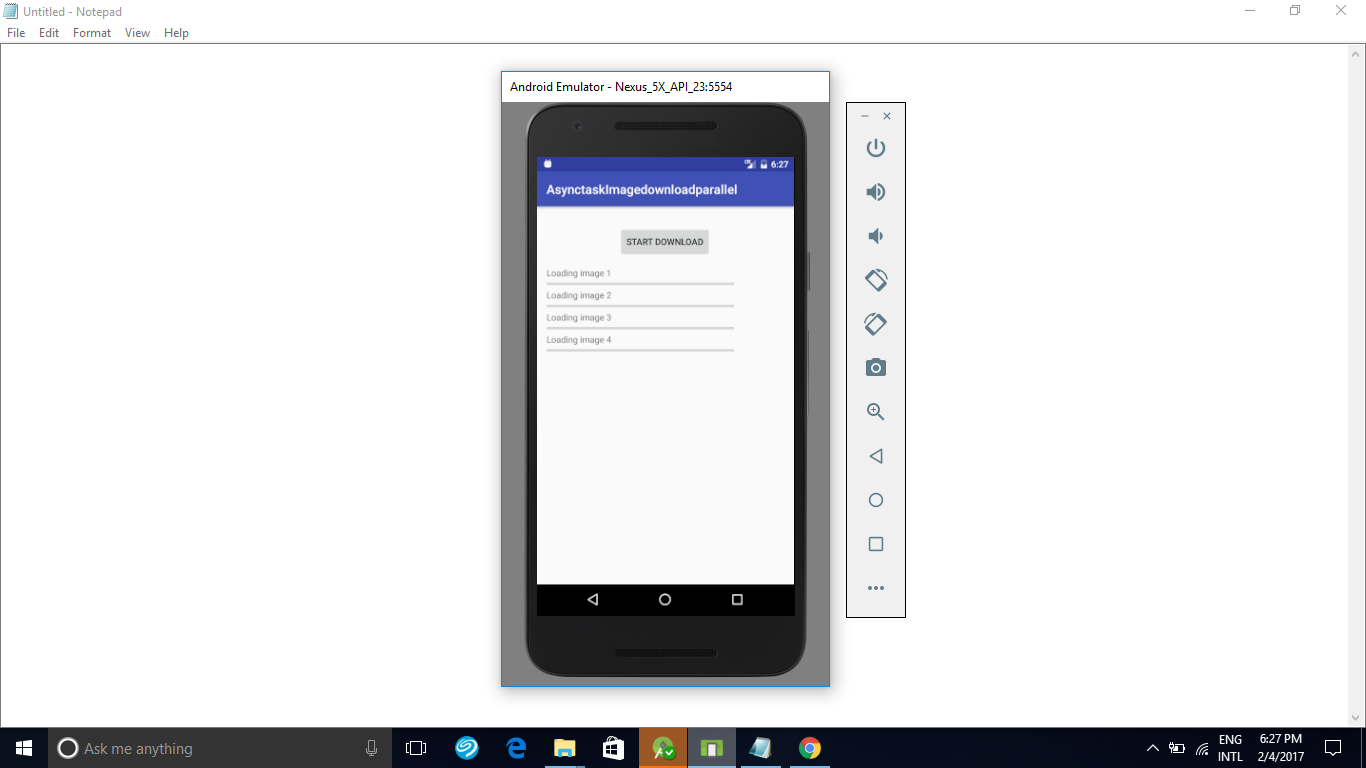 Untitled - Notepad
File Edit Format View Help
Android Emulator - Nexus_5X_API_23:5554
6:27
AsynctaskImagedownloadparallel
START DOWNLOAD
Loading image 1
Loading image 2
Loading image 3
Loading image 4
Ask me anything
ENG
INTL
6:27 PM
2/4/2017